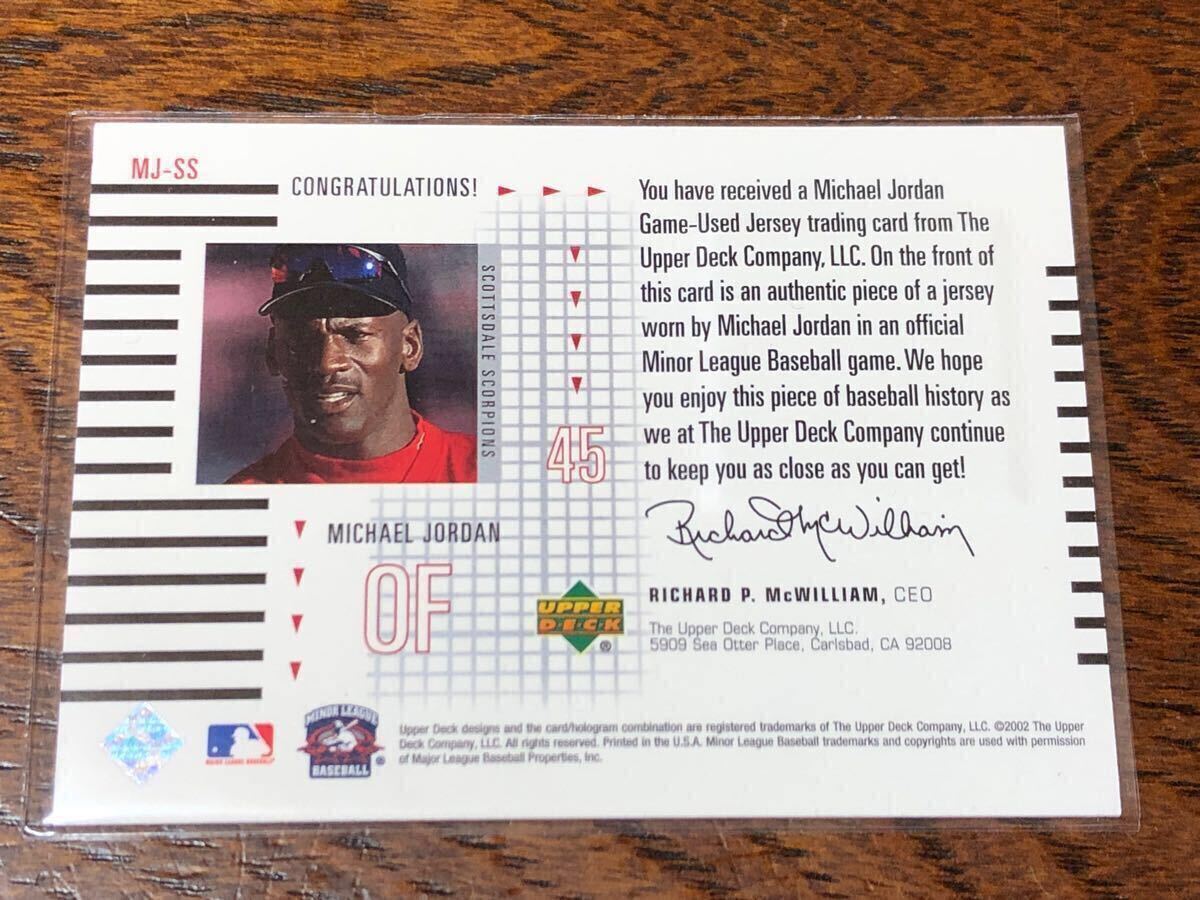 MJ-SS
CONGRATULATIONS!
SCOTTSDALE SCORPIONS
45
MICHAEL JORDAN
OF
You have received a Michael Jordan
Game-Used Jersey trading card from The
Upper Deck Company, LLC. On the front of
this card is an authentic piece of a jersey
worn by Michael Jordan in an official
Minor League Baseball game. We hope
you enjoy this piece of baseball history as
we at The Upper Deck Company continue
to keep you as close as you can get!
Richard P. McWilliam
UPPER
DECK
®
RICHARD P. McWILLIAM, CEO
The Upper Deck Company, LLC.
5909 Sea Otter Place, Carlsbad, CA 92008
MAJOR LEAGUE BASEBALL
MINOR LEAGUE
BASEBALL
®
Upper Deck designs and the card/hologram combination are registered trademarks of The Upper Deck Company, LLC. ©2002 The Upper
Deck Company, LLC. All rights reserved. Printed in the U.S.A. Minor League Baseball trademarks and copyrights are used with permission
of Major League Baseball Properties, Inc.